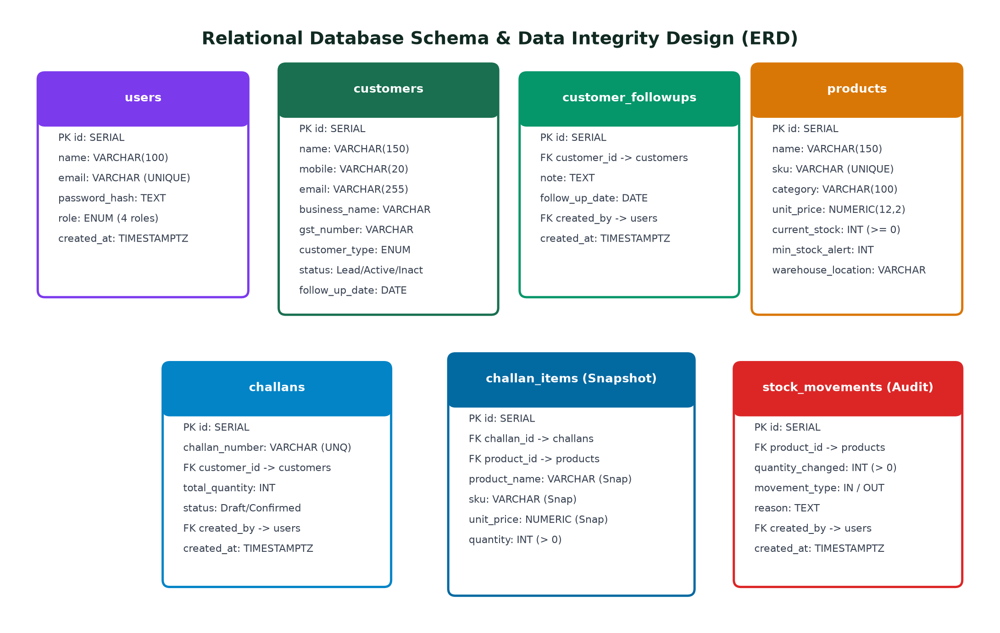 Relational Database Schema & Data Integrity Design (ERD)
users
PK id: SERIAL
name: VARCHAR(100)
email: VARCHAR (UNIQUE)
password_hash: TEXT
role: ENUM (4 roles)
created_at: TIMESTAMPTZ
customers
PK id: SERIAL
name: VARCHAR(150)
mobile: VARCHAR(20)
email: VARCHAR(255)
business_name: VARCHAR
gst_number: VARCHAR
customer_type: ENUM
status: Lead/Active/Inact
follow_up_date: DATE
customer_followups
PK id: SERIAL
FK customer_id -> customers
note: TEXT
follow_up_date: DATE
FK created_by -> users
created_at: TIMESTAMPTZ
products
PK id: SERIAL
name: VARCHAR(150)
sku: VARCHAR (UNIQUE)
category: VARCHAR(100)
unit_price: NUMERIC(12,2)
current_stock: INT (>= 0)
min_stock_alert: INT
warehouse_location: VARCHAR
challans
PK id: SERIAL
challan_number: VARCHAR (UNQ)
FK customer_id -> customers
total_quantity: INT
status: Draft/Confirmed
FK created_by -> users
created_at: TIMESTAMPTZ
challan_items (Snapshot)
PK id: SERIAL
FK challan_id -> challans
FK product_id -> products
product_name: VARCHAR (Snap)
sku: VARCHAR (Snap)
unit_price: NUMERIC (Snap)
quantity: INT (> 0)
stock_movements (Audit)
PK id: SERIAL
FK product_id -> products
quantity_changed: INT (> 0)
movement_type: IN / OUT
reason: TEXT
FK created_by -> users
created_at: TIMESTAMPTZ